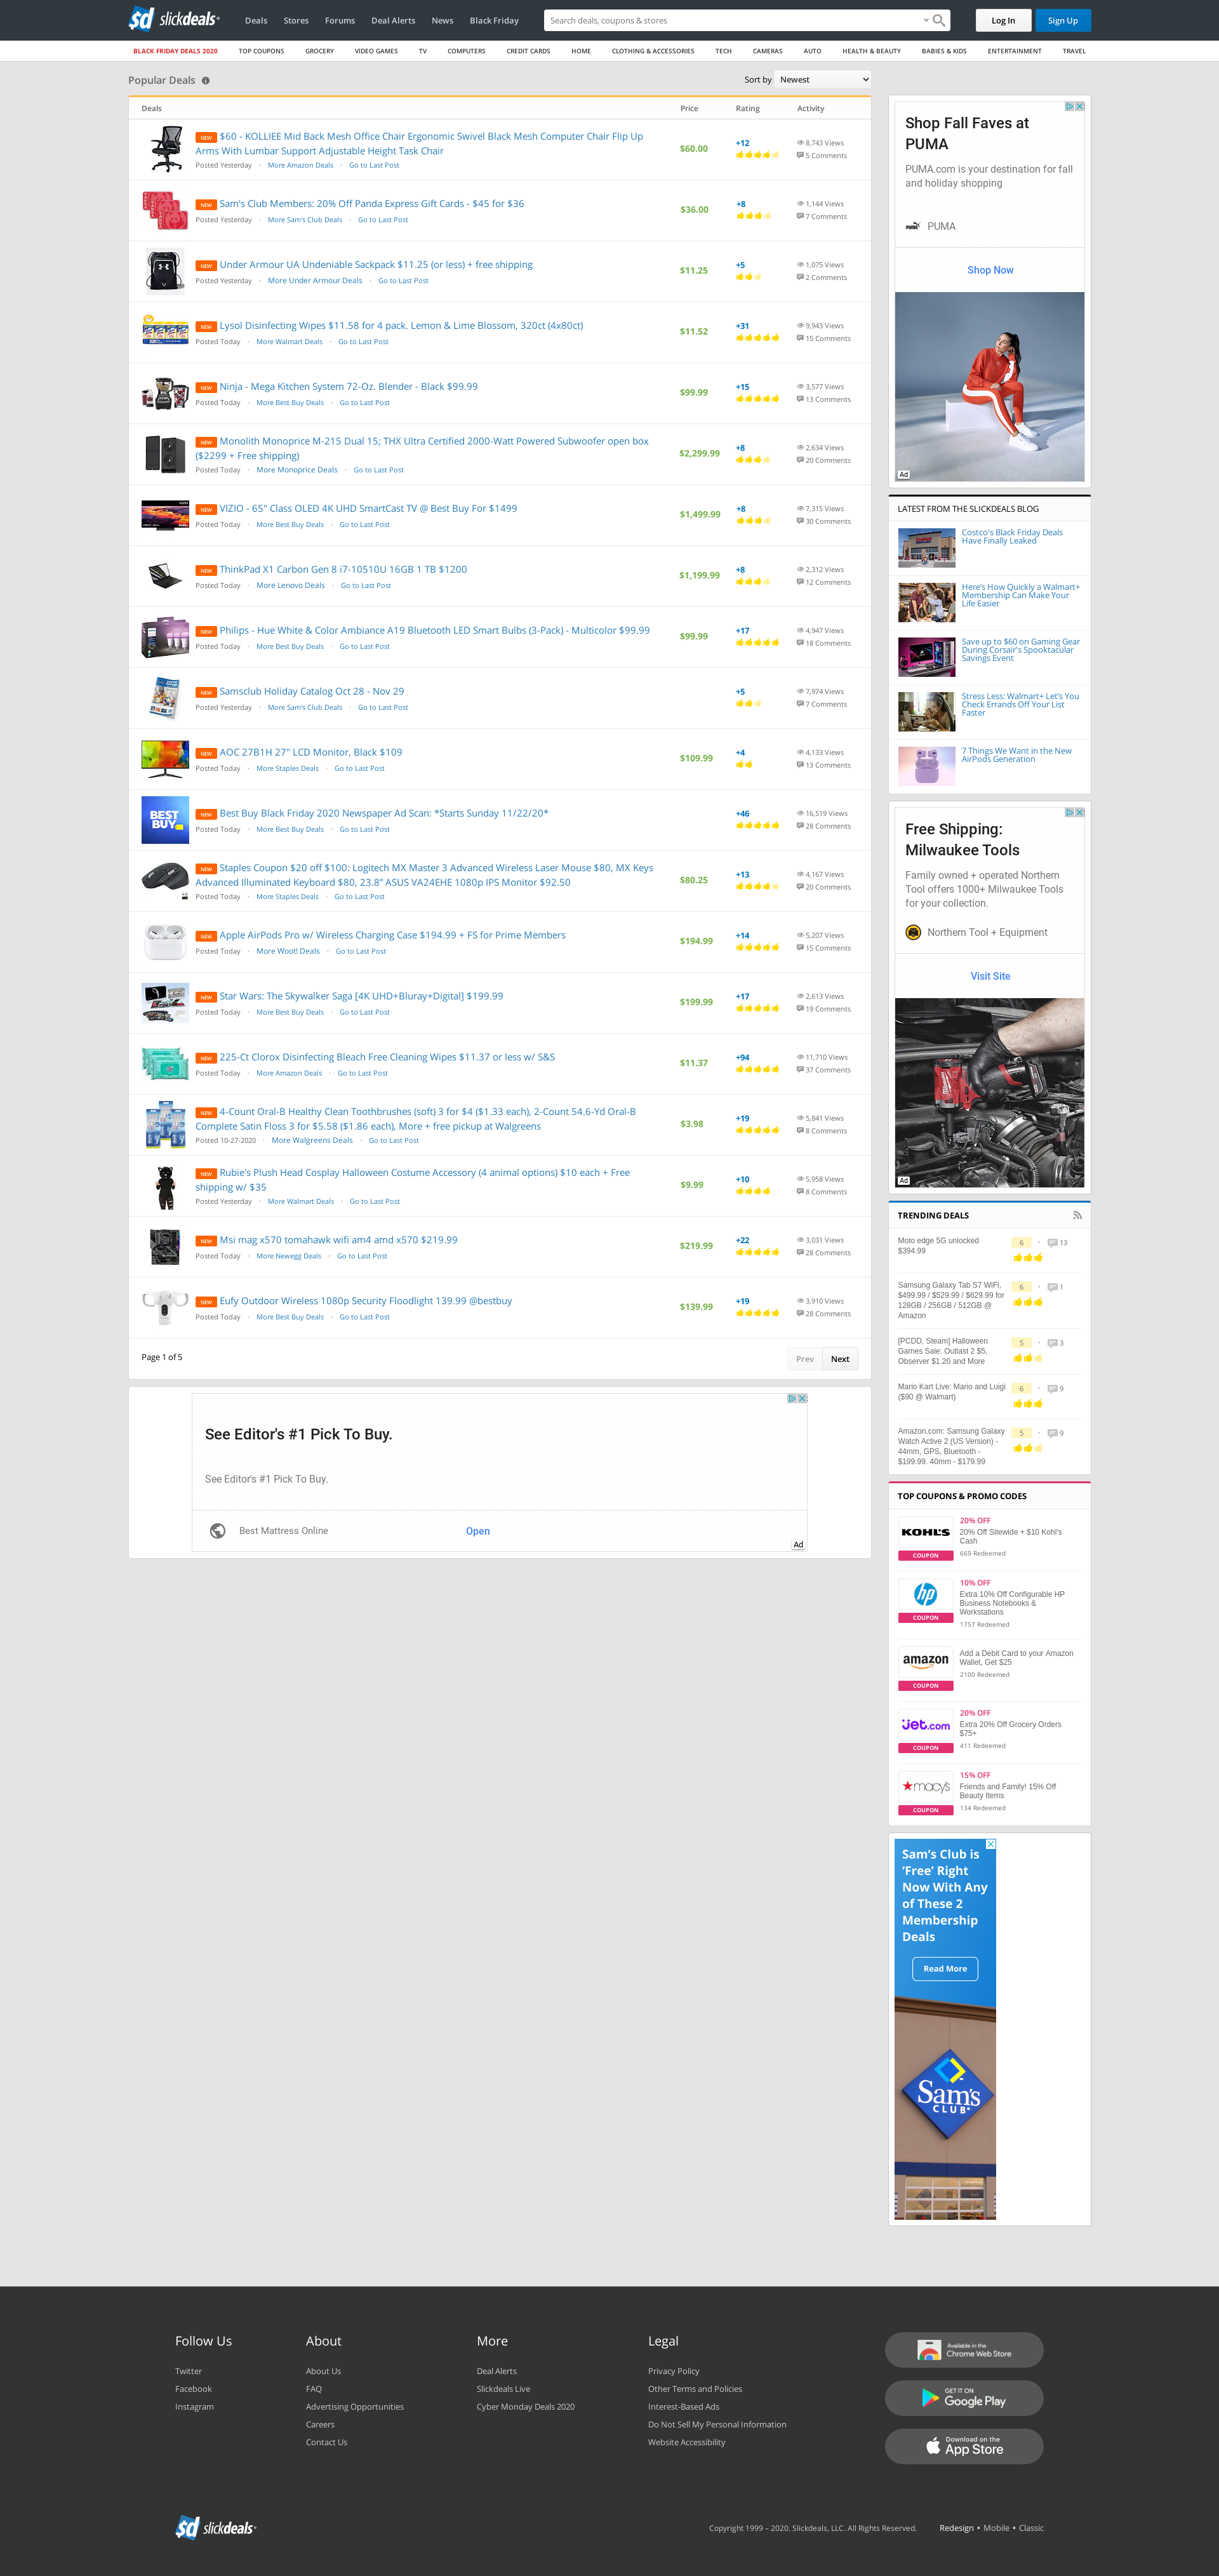 sd slickdeals
Deals
Stores
Forums
Deal Alerts
News
Black Friday
Search deals, coupons & stores
Log In
Sign Up
BLACK FRIDAY DEALS 2020
TOP COUPONS
GROCERY
VIDEO GAMES
TV
COMPUTERS
CREDIT CARDS
HOME
CLOTHING & ACCESSORIES
TECH
CAMERAS
AUTO
HEALTH & BEAUTY
BABIES & KIDS
ENTERTAINMENT
TRAVEL
Popular Deals
Sort by Newest
Deals Price Rating Activity
NEW $60 - KOLLIEE Mid Back Mesh Office Chair Ergonomic Swivel Black Mesh Computer Chair Flip Up
Arms With Lumbar Support Adjustable Height Task Chair
Posted Yesterday · More Amazon Deals · Go to Last Post
$60.00
+12
8,743 Views
5 Comments
NEW Sam's Club Members: 20% Off Panda Express Gift Cards - $45 for $36
Posted Yesterday · More Sam's Club Deals · Go to Last Post
$36.00
+8
1,144 Views
7 Comments
NEW Under Armour UA Undeniable Sackpack $11.25 (or less) + free shipping
Posted Yesterday · More Under Armour Deals · Go to Last Post
$11.25
+5
1,075 Views
2 Comments
NEW Lysol Disinfecting Wipes $11.58 for 4 pack. Lemon & Lime Blossom, 320ct (4x80ct)
Posted Today · More Walmart Deals · Go to Last Post
$11.52
+31
9,943 Views
15 Comments
NEW Ninja - Mega Kitchen System 72-Oz. Blender - Black $99.99
Posted Today · More Best Buy Deals · Go to Last Post
$99.99
+15
3,577 Views
13 Comments
NEW Monolith Monoprice M-215 Dual 15; THX Ultra Certified 2000-Watt Powered Subwoofer open box
($2299 + Free shipping)
Posted Today · More Monoprice Deals · Go to Last Post
$2,299.99
+8
2,634 Views
20 Comments
NEW VIZIO - 65" Class OLED 4K UHD SmartCast TV @ Best Buy For $1499
Posted Today · More Best Buy Deals · Go to Last Post
$1,499.99
+8
7,315 Views
30 Comments
NEW ThinkPad X1 Carbon Gen 8 i7-10510U 16GB 1 TB $1200
Posted Today · More Lenovo Deals · Go to Last Post
$1,199.99
+8
2,312 Views
12 Comments
NEW Philips - Hue White & Color Ambiance A19 Bluetooth LED Smart Bulbs (3-Pack) - Multicolor $99.99
Posted Today · More Best Buy Deals · Go to Last Post
$99.99
+17
4,947 Views
18 Comments
NEW Samsclub Holiday Catalog Oct 28 - Nov 29
Posted Yesterday · More Sam's Club Deals · Go to Last Post
+5
7,974 Views
7 Comments
NEW AOC 27B1H 27" LCD Monitor, Black $109
Posted Today · More Staples Deals · Go to Last Post
$109.99
+4
4,133 Views
13 Comments
BEST
BUY
NEW Best Buy Black Friday 2020 Newspaper Ad Scan: *Starts Sunday 11/22/20*
Posted Today · More Best Buy Deals · Go to Last Post
+46
16,519 Views
28 Comments
NEW Staples Coupon $20 off $100: Logitech MX Master 3 Advanced Wireless Laser Mouse $80, MX Keys
Advanced Illuminated Keyboard $80, 23.8" ASUS VA24EHE 1080p IPS Monitor $92.50
Posted Today · More Staples Deals · Go to Last Post
$80.25
+13
4,167 Views
20 Comments
NEW Apple AirPods Pro w/ Wireless Charging Case $194.99 + FS for Prime Members
Posted Today · More Woot! Deals · Go to Last Post
$194.99
+14
5,207 Views
15 Comments
NEW Star Wars: The Skywalker Saga [4K UHD+Bluray+Digital] $199.99
Posted Today · More Best Buy Deals · Go to Last Post
$199.99
+17
2,613 Views
19 Comments
NEW 225-Ct Clorox Disinfecting Bleach Free Cleaning Wipes $11.37 or less w/ S&S
Posted Today · More Amazon Deals · Go to Last Post
$11.37
+94
11,710 Views
37 Comments
NEW 4-Count Oral-B Healthy Clean Toothbrushes (soft) 3 for $4 ($1.33 each), 2-Count 54.6-Yd Oral-B
Complete Satin Floss 3 for $5.58 ($1.86 each), More + free pickup at Walgreens
Posted 10-27-2020 · More Walgreens Deals · Go to Last Post
$3.98
+19
5,841 Views
8 Comments
NEW Rubie's Plush Head Cosplay Halloween Costume Accessory (4 animal options) $10 each + Free
shipping w/ $35
Posted Yesterday · More Walmart Deals · Go to Last Post
$9.99
+10
5,958 Views
8 Comments
NEW Msi mag x570 tomahawk wifi am4 amd x570 $219.99
Posted Today · More Newegg Deals · Go to Last Post
$219.99
+22
3,031 Views
28 Comments
NEW Eufy Outdoor Wireless 1080p Security Floodlight 139.99 @bestbuy
Posted Today · More Best Buy Deals · Go to Last Post
$139.99
+19
3,910 Views
28 Comments
Page 1 of 5
Prev Next
See Editor's #1 Pick To Buy.
See Editor's #1 Pick To Buy.
Best Mattress Online
Open
Ad
Shop Fall Faves at
PUMA
PUMA.com is your destination for fall
and holiday shopping
PUMA
Shop Now
Ad
LATEST FROM THE SLICKDEALS BLOG
Costco's Black Friday Deals
Have Finally Leaked
Here's How Quickly a Walmart+
Membership Can Make Your
Life Easier
Save up to $60 on Gaming Gear
During Corsair's Spooktacular
Savings Event
Stress Less: Walmart+ Let's You
Check Errands Off Your List
Faster
7 Things We Want in the New
AirPods Generation
Free Shipping:
Milwaukee Tools
Family owned + operated Northern
Tool offers 1000+ Milwaukee Tools
for your collection.
Northern Tool + Equipment
Visit Site
Ad
TRENDING DEALS
Moto edge 5G unlocked
$394.99
6 · 13
Samsung Galaxy Tab S7 WiFi,
$499.99 / $529.99 / $629.99 for
128GB / 256GB / 512GB @
Amazon
6 · 1
[PCDD, Steam] Halloween
Games Sale: Outlast 2 $5,
Observer $1.20 and More
5 · 3
Mario Kart Live: Mario and Luigi
($90 @ Walmart)
6 · 9
Amazon.com: Samsung Galaxy
Watch Active 2 (US Version) -
44mm, GPS, Bluetooth -
$199.99. 40mm - $179.99
5 · 9
TOP COUPONS & PROMO CODES
KOHL'S
COUPON
20% OFF
20% Off Sitewide + $10 Kohl's
Cash
669 Redeemed
hp
COUPON
10% OFF
Extra 10% Off Configurable HP
Business Notebooks &
Workstations
1757 Redeemed
amazon
COUPON
Add a Debit Card to your Amazon
Wallet, Get $25
2100 Redeemed
jet.com
COUPON
20% OFF
Extra 20% Off Grocery Orders
$75+
411 Redeemed
macy's
COUPON
15% OFF
Friends and Family! 15% Off
Beauty Items
134 Redeemed
Sam's Club is
'Free' Right
Now With Any
of These 2
Membership
Deals
Read More
Sam's
CLUB
Follow Us
Twitter
Facebook
Instagram
About
About Us
FAQ
Advertising Opportunities
Careers
Contact Us
More
Deal Alerts
Slickdeals Live
Cyber Monday Deals 2020
Legal
Privacy Policy
Other Terms and Policies
Interest-Based Ads
Do Not Sell My Personal Information
Website Accessibility
Available in the
Chrome Web Store
GET IT ON
Google Play
Download on the
App Store
sd slickdeals
Copyright 1999 – 2020. Slickdeals, LLC. All Rights Reserved.
Redesign • Mobile • Classic